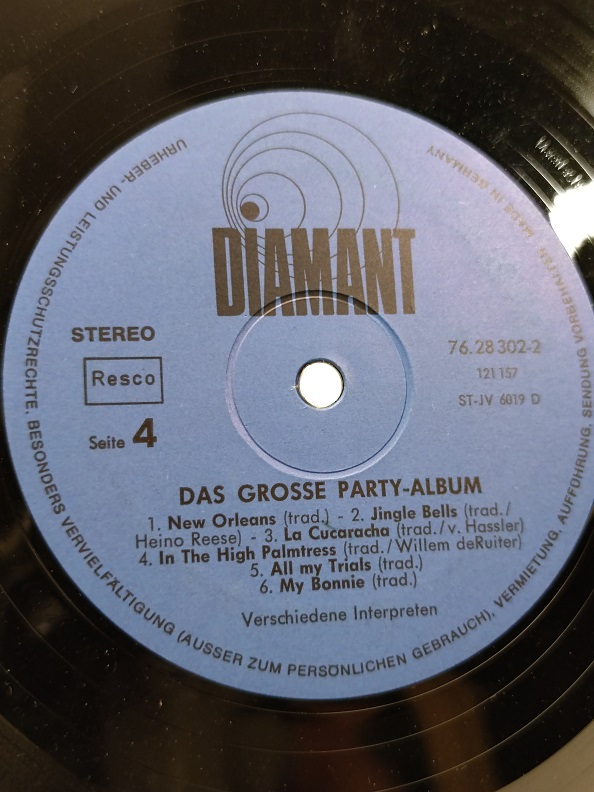 DIAMANT
STEREO
Resco
Seite 4
76.28 302-2
121 157
ST-JV 6019 D
DAS GROSSE PARTY-ALBUM
1. New Orleans (trad.) - 2. Jingle Bells (trad./
Heino Reese) - 3. La Cucaracha (trad./v. Hassler)
4. In The High Palmtress (trad./Willem deRuiter)
5. All my Trials (trad.)
6. My Bonnie (trad.)
Verschiedene Interpreten
URHEBER- UND LEISTUNGSSCHUTZRECHTE, BESONDERS VERVIELFÄLTIGUNG (AUSSER ZUM PERSÖNLICHEN GEBRAUCH), VERMIETUNG, AUFFÜHRUNG, SENDUNG VORBEHALTEN. MADE IN GERMANY